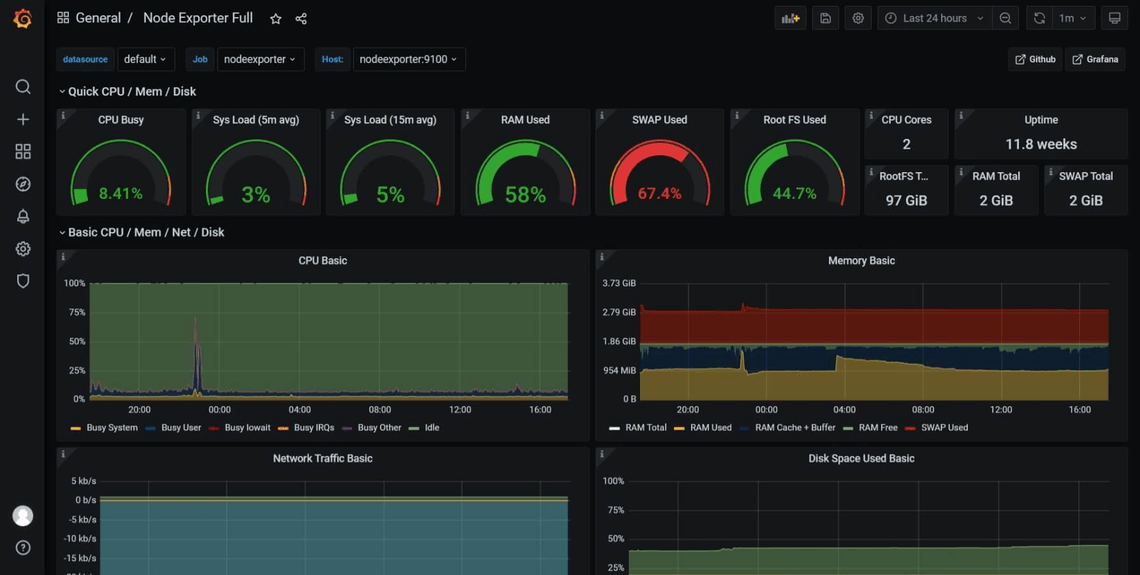 General / Node Exporter Full
Last 24 hours
1m
datasource default Job nodeexporter Host: nodeexporter:9100
Github Grafana
Quick CPU / Mem / Disk
CPU Busy
8.41%
Sys Load (5m avg)
3%
Sys Load (15m avg)
5%
RAM Used
58%
SWAP Used
67.4%
Root FS Used
44.7%
CPU Cores
2
Uptime
11.8 weeks
RootFS T...
97 GiB
RAM Total
2 GiB
SWAP Total
2 GiB
Basic CPU / Mem / Net / Disk
CPU Basic
100%
75%
50%
25%
0%
20:00 00:00 04:00 08:00 12:00 16:00
Busy System Busy User Busy Iowait Busy IRQs Busy Other Idle
Memory Basic
3.73 GiB
2.79 GiB
1.86 GiB
954 MiB
0 B
20:00 00:00 04:00 08:00 12:00 16:00
RAM Total RAM Used RAM Cache + Buffer RAM Free SWAP Used
Network Traffic Basic
5 kb/s
0 b/s
-5 kb/s
-10 kb/s
-15 kb/s
Disk Space Used Basic
100%
75%
50%
25%